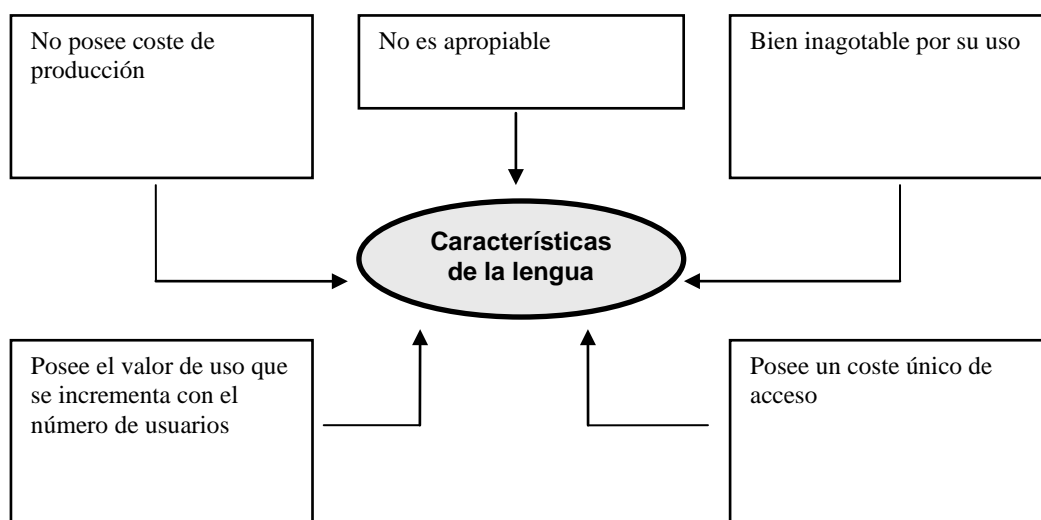 No posee coste de
producción
No es apropiable
Bien inagotable por su uso
Características
de la lengua
Posee el valor de uso que
se incrementa con el
número de usuarios
Posee un coste único de
acceso